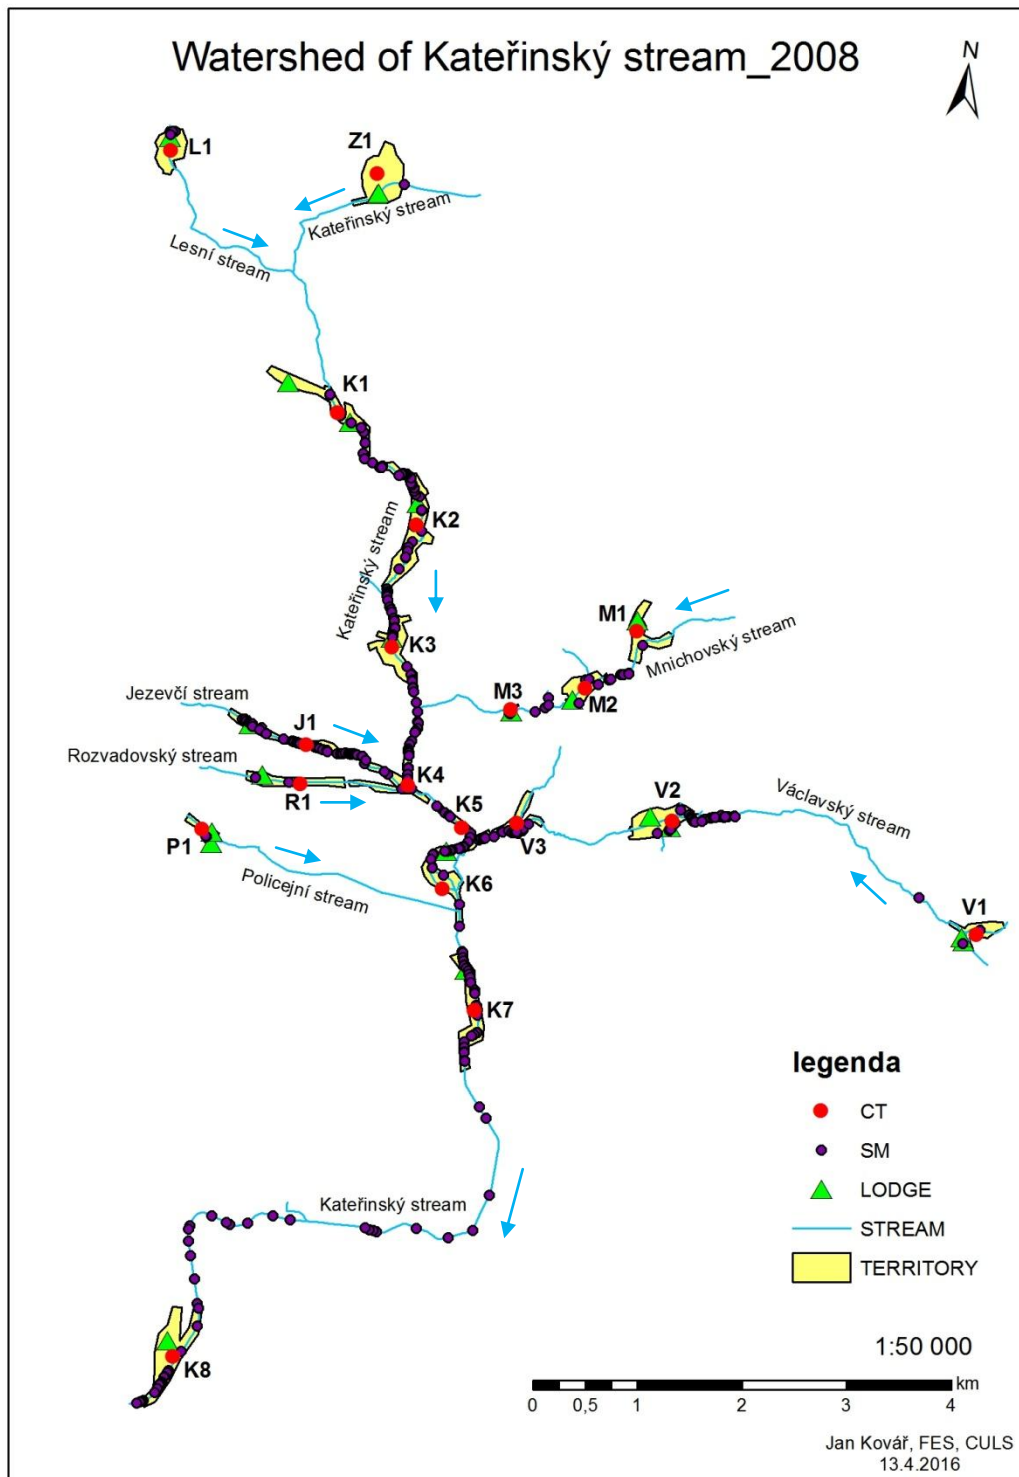 Watershed of Kateřinský stream_2008
N
L1
Z1
Kateřinský stream
Lesní stream
K1
K2
Kateřinský stream
K3
M1
Mnichovský stream
M2
M3
Jezevčí stream
J1
Rozvadovský stream
R1
K4
K5
V3
V2
Václavský stream
P1
Policejní stream
K6
V1
K7
Kateřinský stream
K8
legenda
CT
SM
LODGE
STREAM
TERRITORY
1:50 000
km
0 0,5 1 2 3 4
Jan Kovář, FES, CULS
13.4.2016